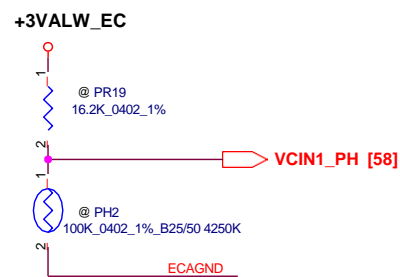 +3VALW_EC
1
@ PR19
16.2K_0402_1%
2
VCIN1_PH [58]
1
@ PH2
100K_0402_1%_B25/50 4250K
2
ECAGND